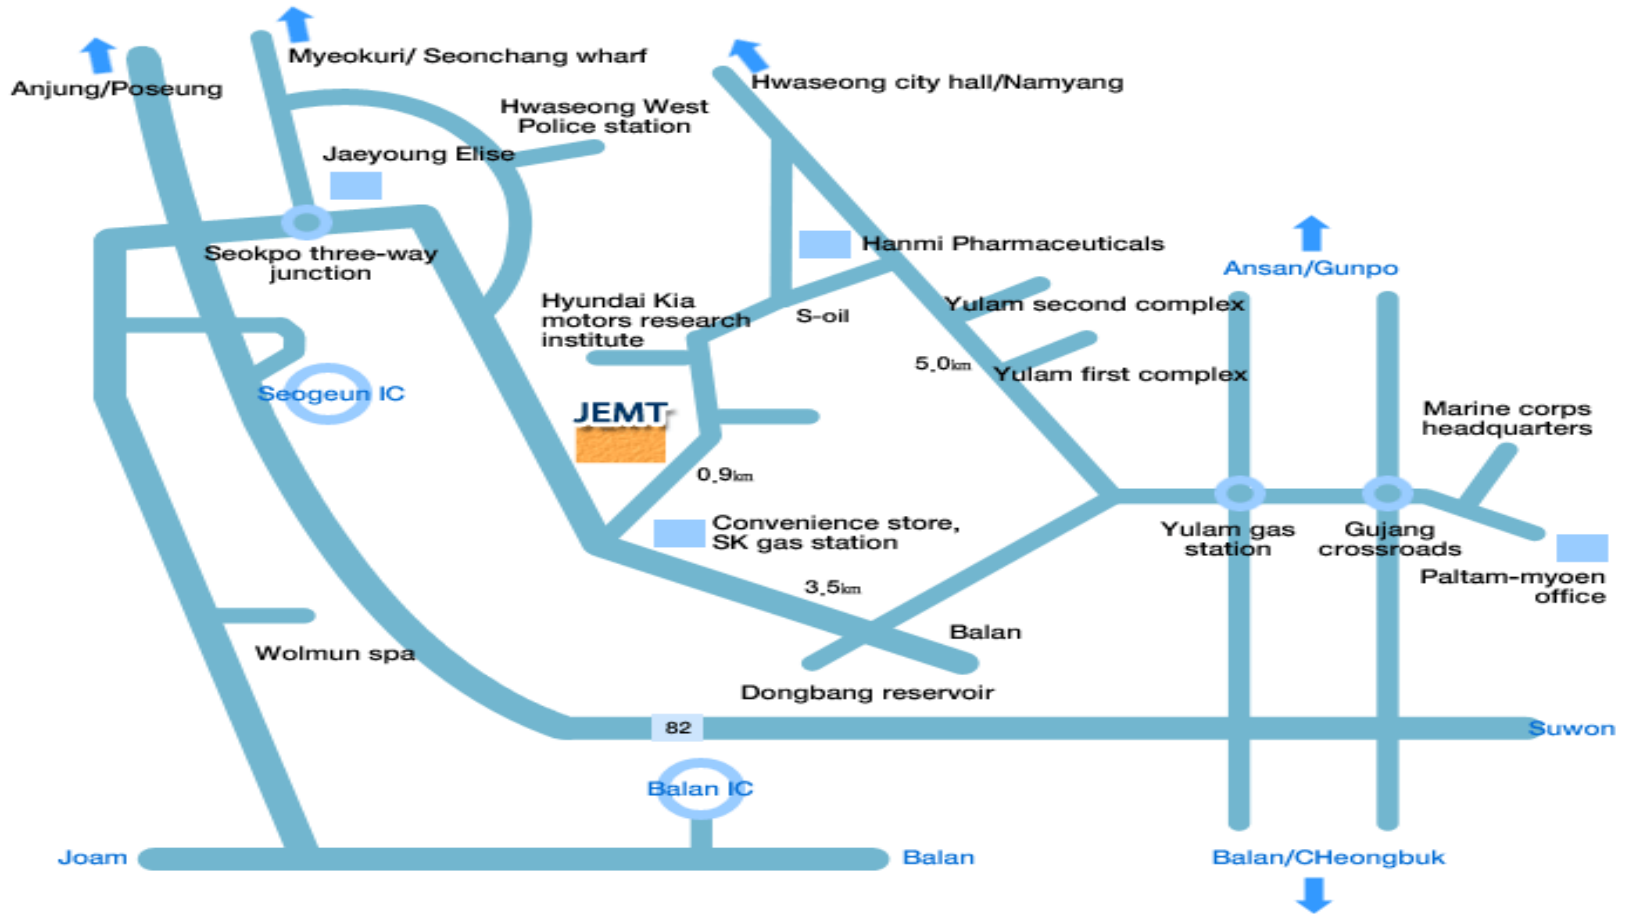 Myeokuri/ Seonchang wharf
Anjung/Poseung
Hwaseong city hall/Namyang
Hwaseong West
Police station
Jaeyoung Elise
Seokpo three-way
junction
Hanmi Pharmaceuticals
Ansan/Gunpo
Hyundai Kia
motors research
institute
S-oil
Yulam second complex
5.0km
Yulam first complex
Seogeun IC
JEMT
Marine corps
headquarters
0.9km
Convenience store,
SK gas station
Yulam gas
station
Gujang
crossroads
3.5km
Paltam-myoen
office
Balan
Wolmun spa
Dongbang reservoir
82
Suwon
Balan IC
Joam
Balan
Balan/CHeongbuk